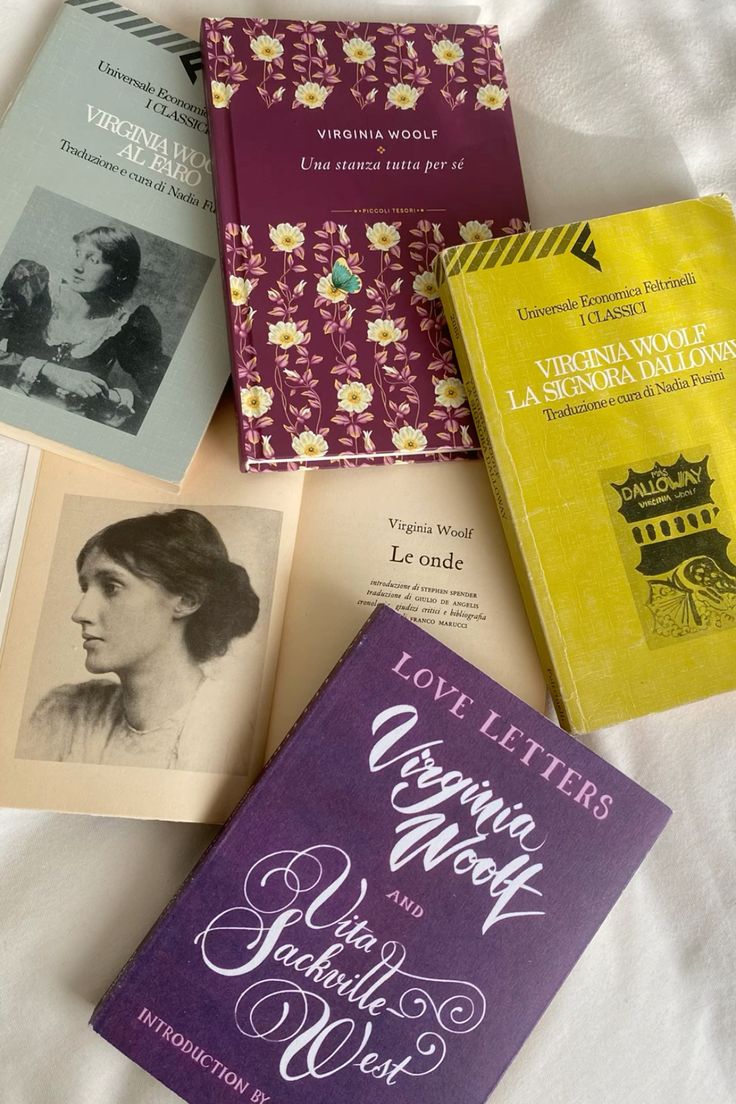 Universale Economica
I CLASSICI
VIRGINIA
AL FARO
Traduzione e cura di Nadia
VIRGINIA WOOLF
Una stanza tutta per sé
PICCOLI TESORI
Universale Economica Feltrinelli
I CLASSICI
VIRGINIA WOOLF
LA SIGNORA DALLOWAY
Traduzione e cura di Nadia Fusini
MRS
DALLOWAY
VIRGINIA WOOLF
Virginia Woolf
Le onde
introduzione di STEPHEN SPENDER
traduzione di GIULIO DE ANGELIS
cronologia, giudizi critici e bibliografia
FRANCO MARUCCI
LOVE LETTERS
Virginia
Woolf
AND
Vita
Sackville-
West
INTRODUCTION BY